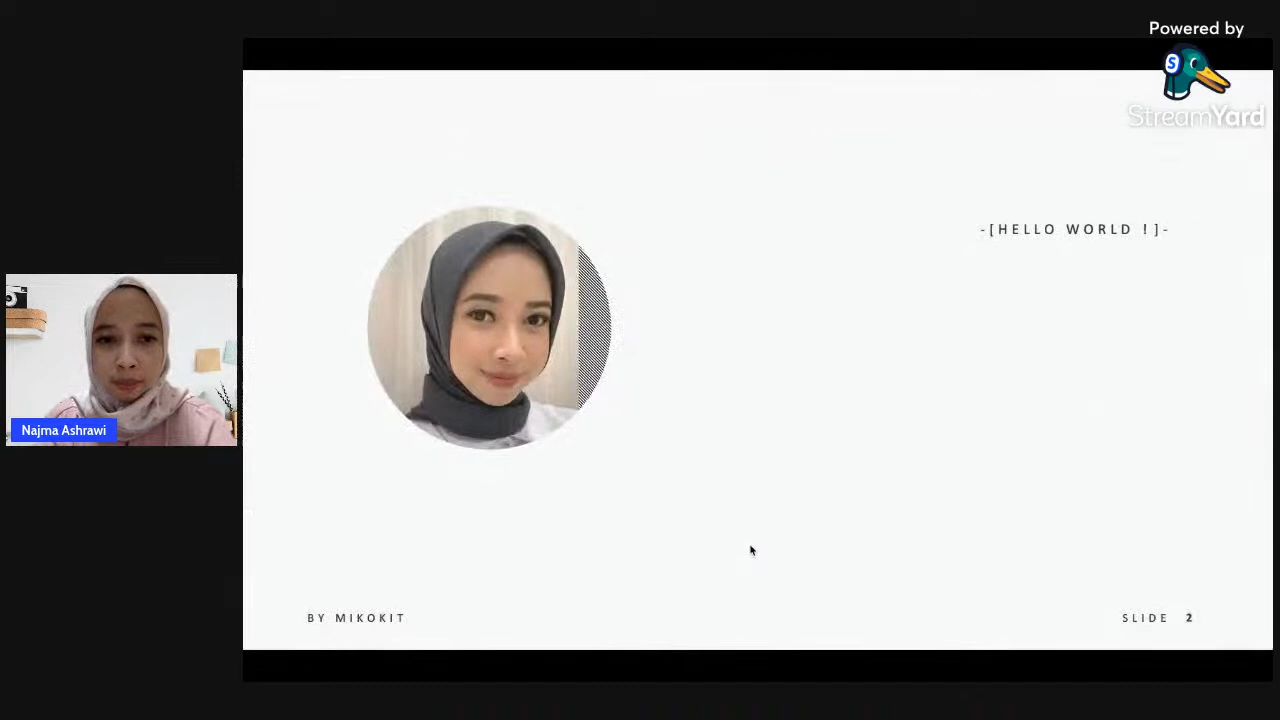 Powered by
StreamYard
-[HELLO WORLD !]-
Najma Ashrawi
BY MIKOKIT
SLIDE 2